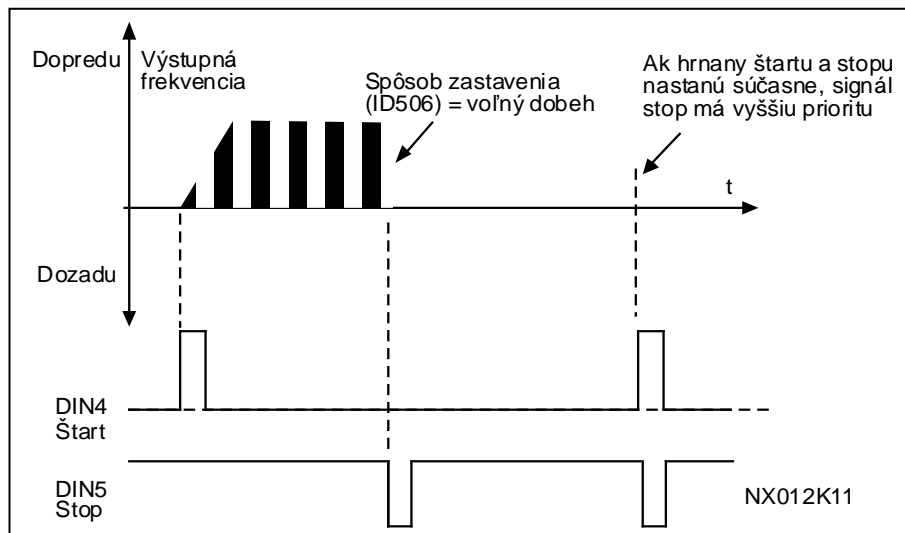 Dopredu
Výstupná
frekvencia
Spôsob zastavenia
(ID506) = voľný dobeh
Ak hrnany štartu a stopu
nastanú súčasne, signál
stop má vyššiu prioritu
t
Dozadu
DIN4
Štart
DIN5
Stop
NX012K11